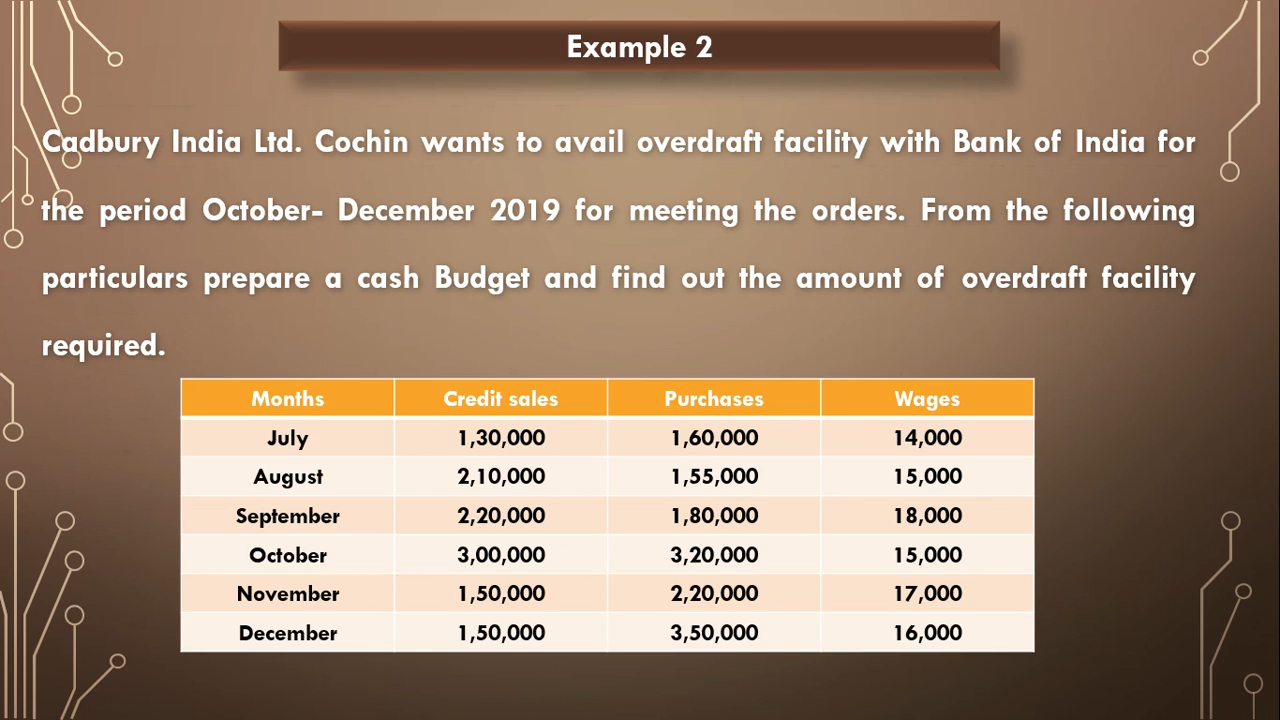 Example 2
Cadbury India Ltd. Cochin wants to avail overdraft facility with Bank of India for
the period October- December 2019 for meeting the orders. From the following
particulars prepare a cash Budget and find out the amount of overdraft facility
required.
Months Credit sales Purchases Wages
July 1,30,000 1,60,000 14,000
August 2,10,000 1,55,000 15,000
September 2,20,000 1,80,000 18,000
October 3,00,000 3,20,000 15,000
November 1,50,000 2,20,000 17,000
December 1,50,000 3,50,000 16,000